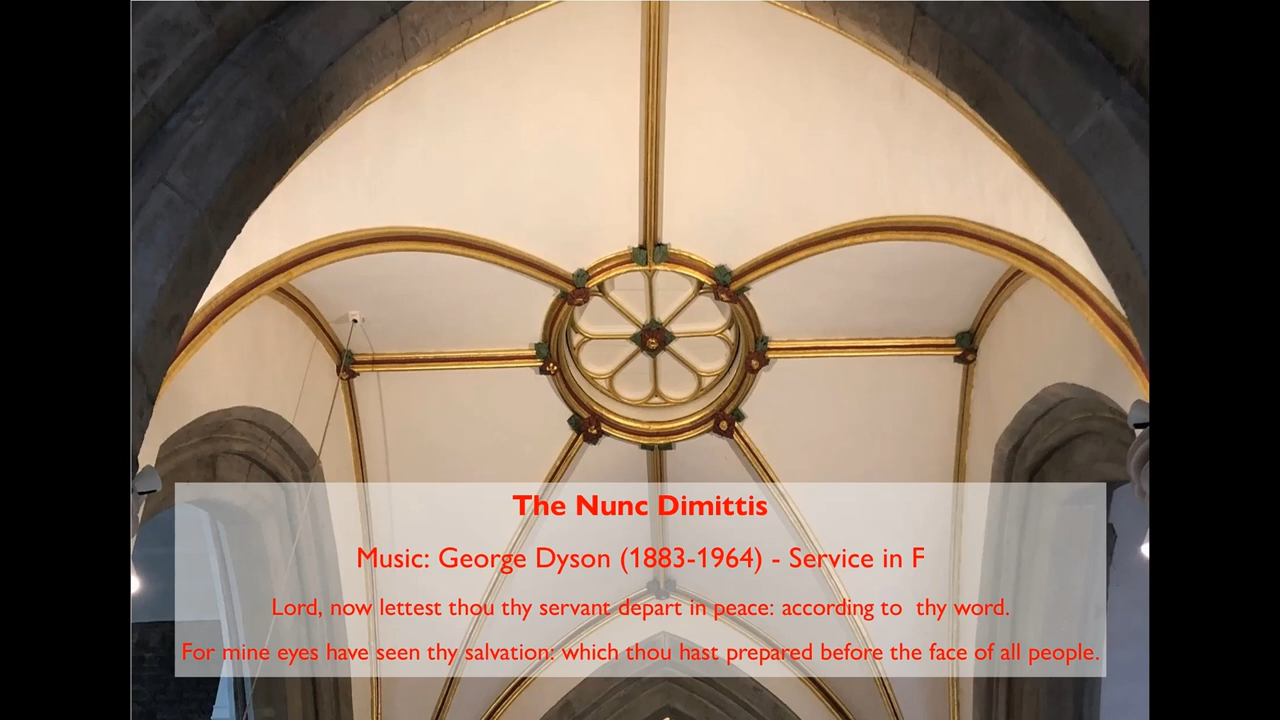 The Nunc Dimittis
Music: George Dyson (1883-1964) - Service in F
Lord, now lettest thou thy servant depart in peace: according to  thy word.
For mine eyes have seen thy salvation: which thou hast prepared before the face of all people.